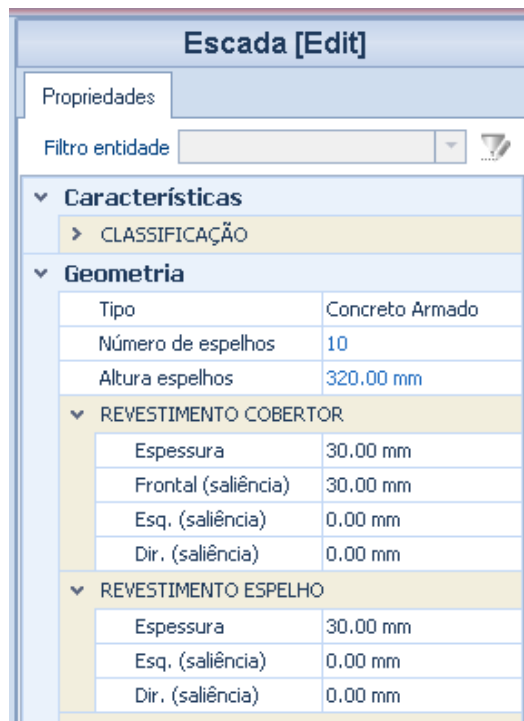 Escada [Edit]
Propriedades
Filtro entidade
Características
CLASSIFICAÇÃO
Geometria
Tipo Concreto Armado
Número de espelhos 10
Altura espelhos 320.00 mm
REVESTIMENTO COBERTOR
Espessura 30.00 mm
Frontal (saliência) 30.00 mm
Esq. (saliência) 0.00 mm
Dir. (saliência) 0.00 mm
REVESTIMENTO ESPELHO
Espessura 30.00 mm
Esq. (saliência) 0.00 mm
Dir. (saliência) 0.00 mm